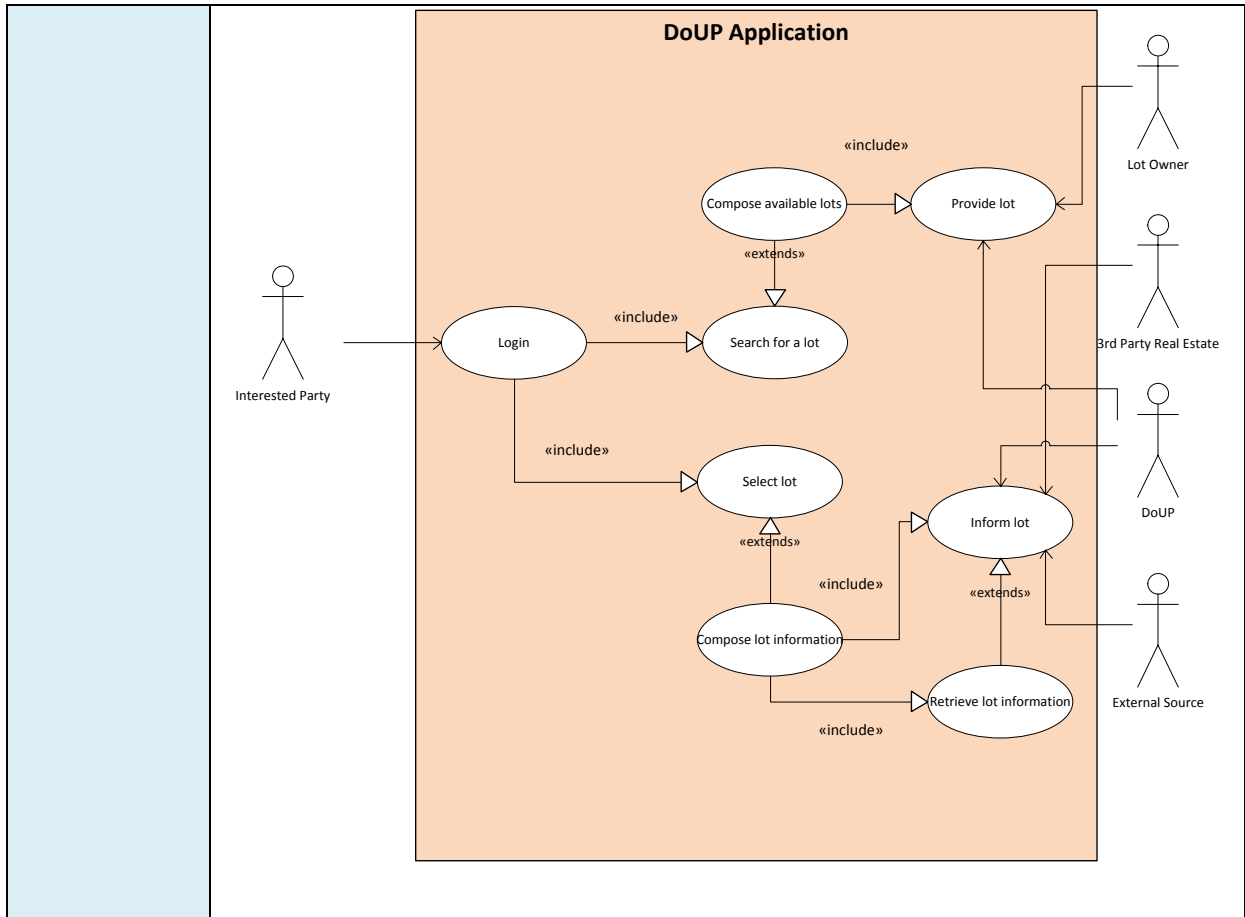 DoUP Application
Lot Owner
«include»
Compose available lots
Provide lot
«extends»
3rd Party Real Estate
«include»
Login
Search for a lot
Interested Party
«include»
Select lot
DoUP
Inform lot
«extends»
«include»
«extends»
Compose lot information
Retrieve lot information
External Source
«include»